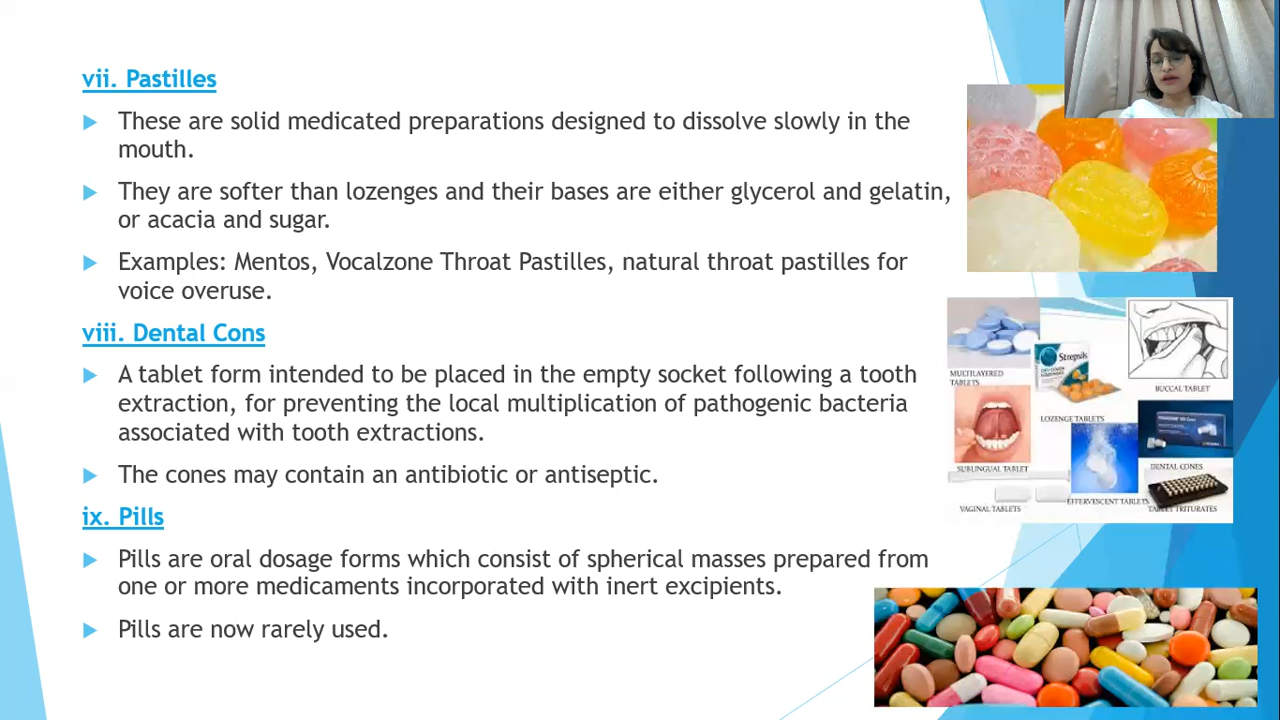 vii. Pastilles
These are solid medicated preparations designed to dissolve slowly in the
mouth.
They are softer than lozenges and their bases are either glycerol and gelatin,
or acacia and sugar.
Examples: Mentos, Vocalzone Throat Pastilles, natural throat pastilles for
voice overuse.
viii. Dental Cons
A tablet form intended to be placed in the empty socket following a tooth
extraction, for preventing the local multiplication of pathogenic bacteria
associated with tooth extractions.
The cones may contain an antibiotic or antiseptic.
ix. Pills
Pills are oral dosage forms which consist of spherical masses prepared from
one or more medicaments incorporated with inert excipients.
Pills are now rarely used.
MULTILAYERED
TABLETS
Strepsils
BUCCAL TABLET
LOZENGE TABLETS
SUBLINGUAL TABLET
DENTAL CONES
EFFERVESCENT TABLETS
VAGINAL TABLETS
TABLET TRITURATES